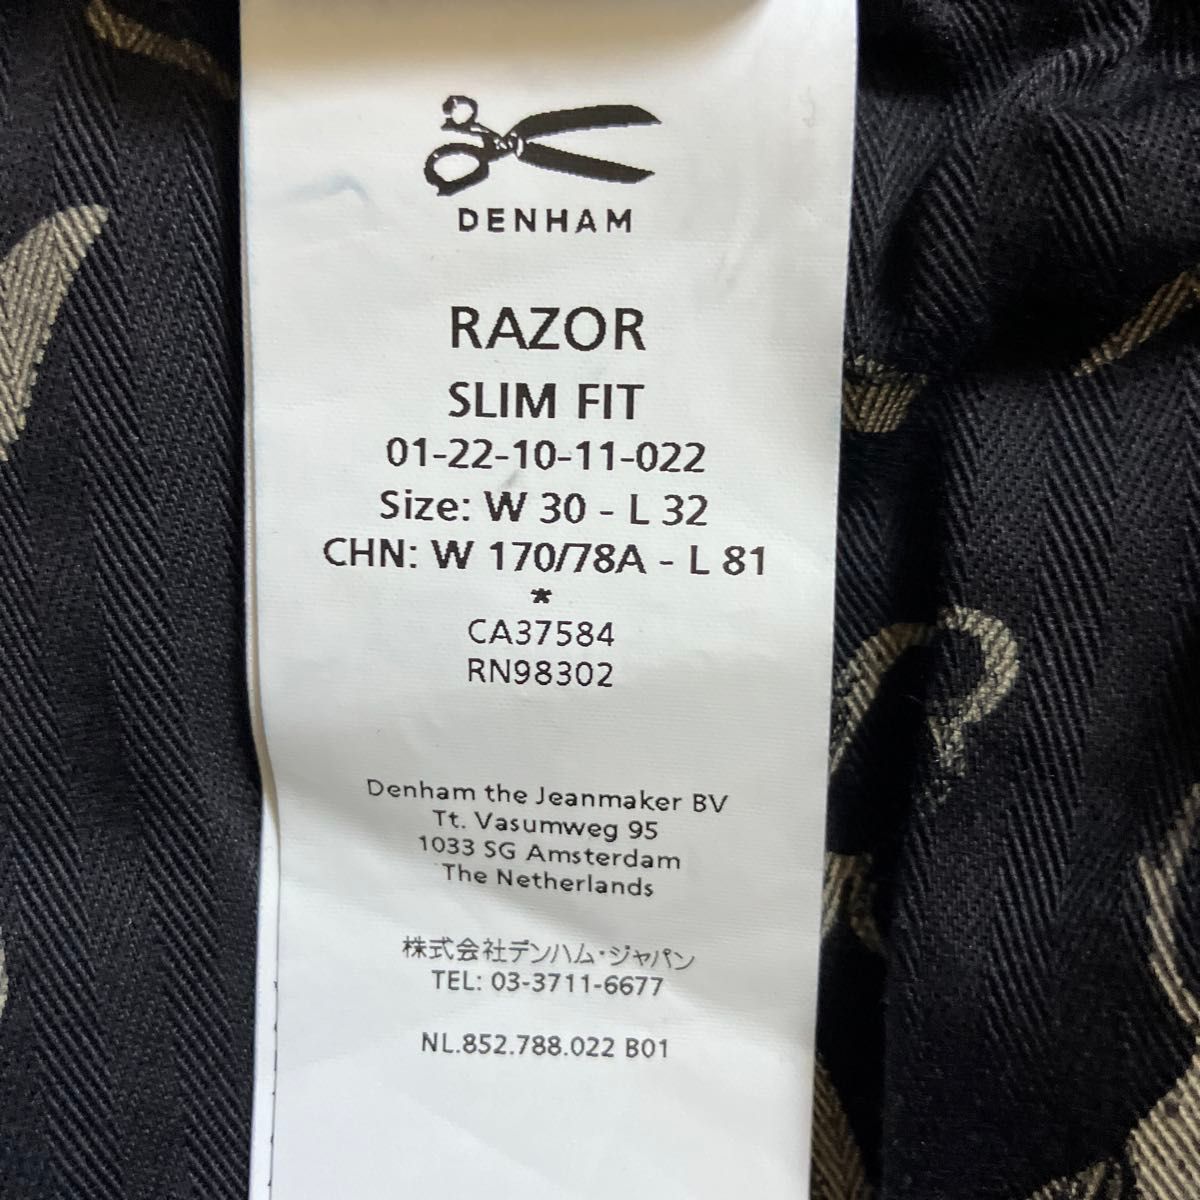 DENHAM
RAZOR
SLIM FIT
01-22-10-11-022
Size: W 30 - L 32
CHN: W 170/78A - L 81
*
CA37584
RN98302
Denham the Jeanmaker BV
Tt. Vasumweg 95
1033 SG Amsterdam
The Netherlands
株式会社デンハム・ジャパン
TEL: 03-3711-6677
NL.852.788.022 B01